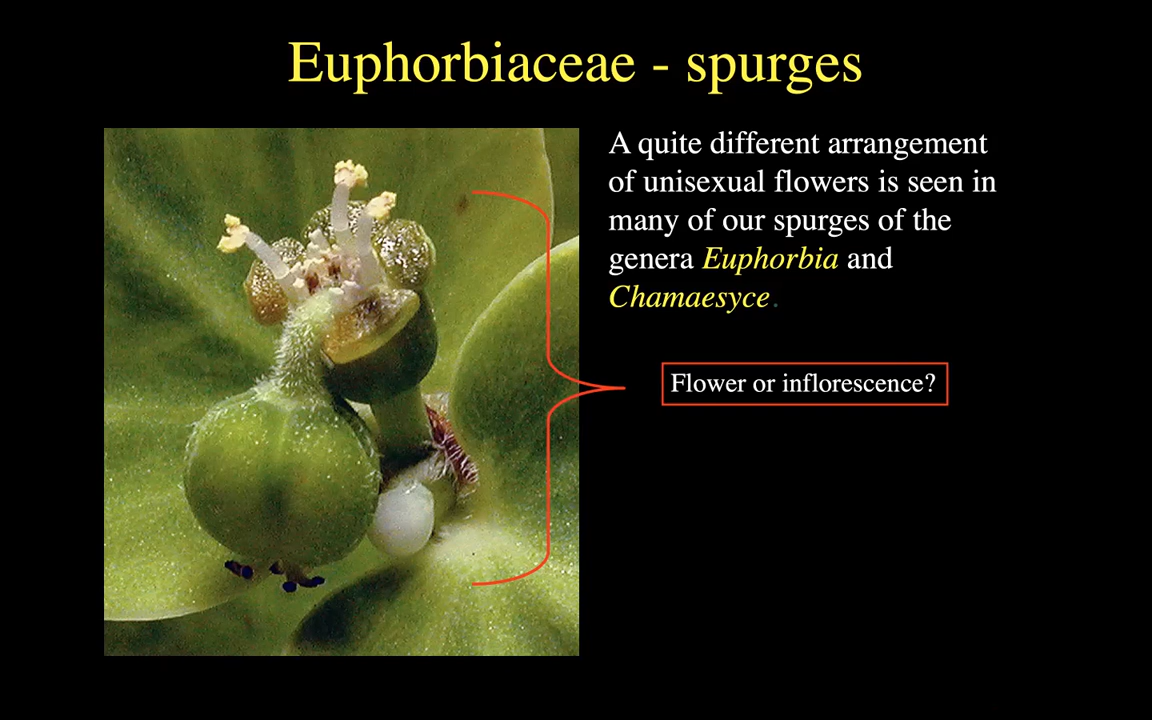 Euphorbiaceae - spurges
A quite different arrangement
of unisexual flowers is seen in
many of our spurges of the
genera Euphorbia and
Chamaesyce.
Flower or inflorescence?